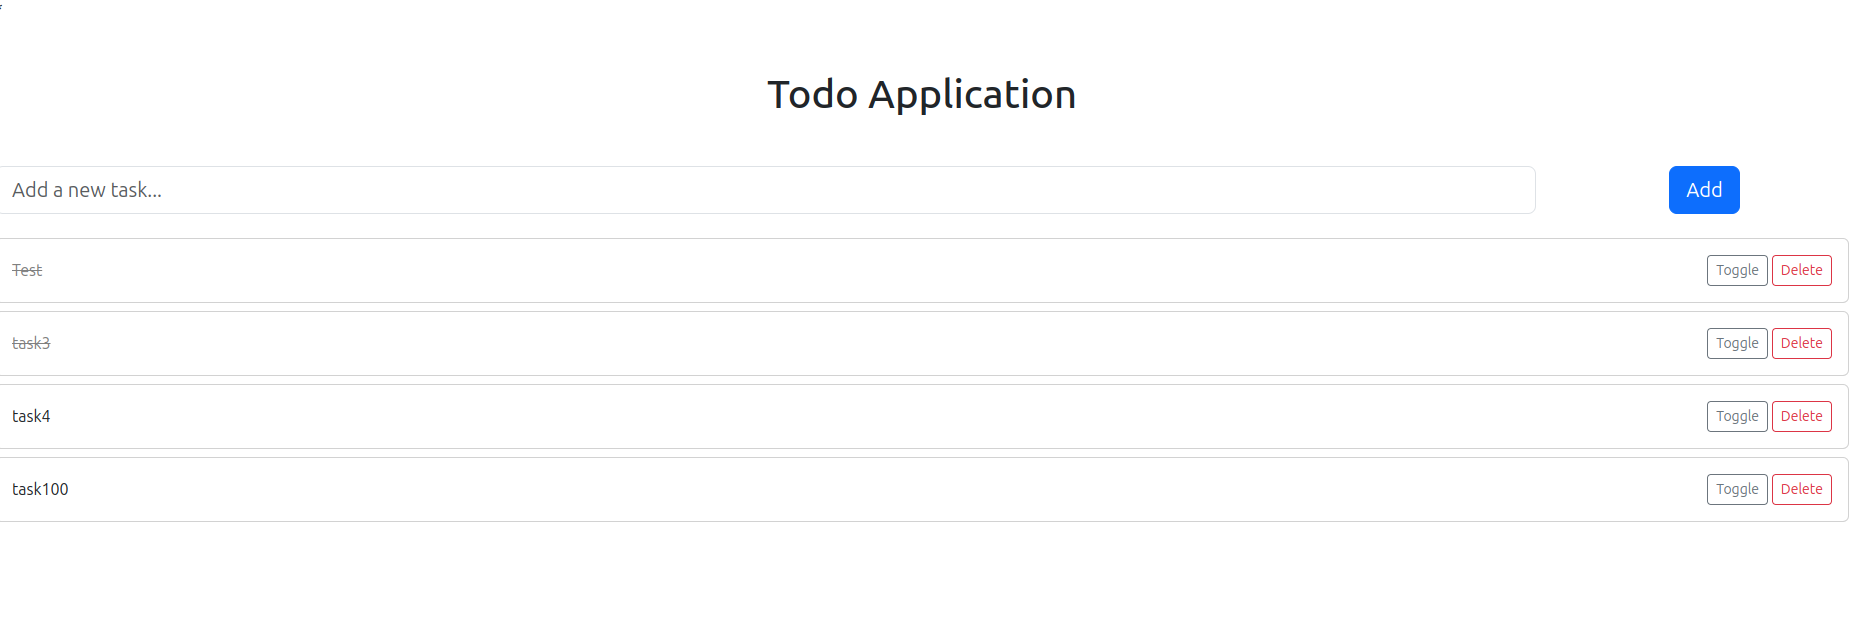 Todo Application
Add a new task...
Add
Test
Toggle
Delete
task3
Toggle
Delete
task4
Toggle
Delete
task100
Toggle
Delete